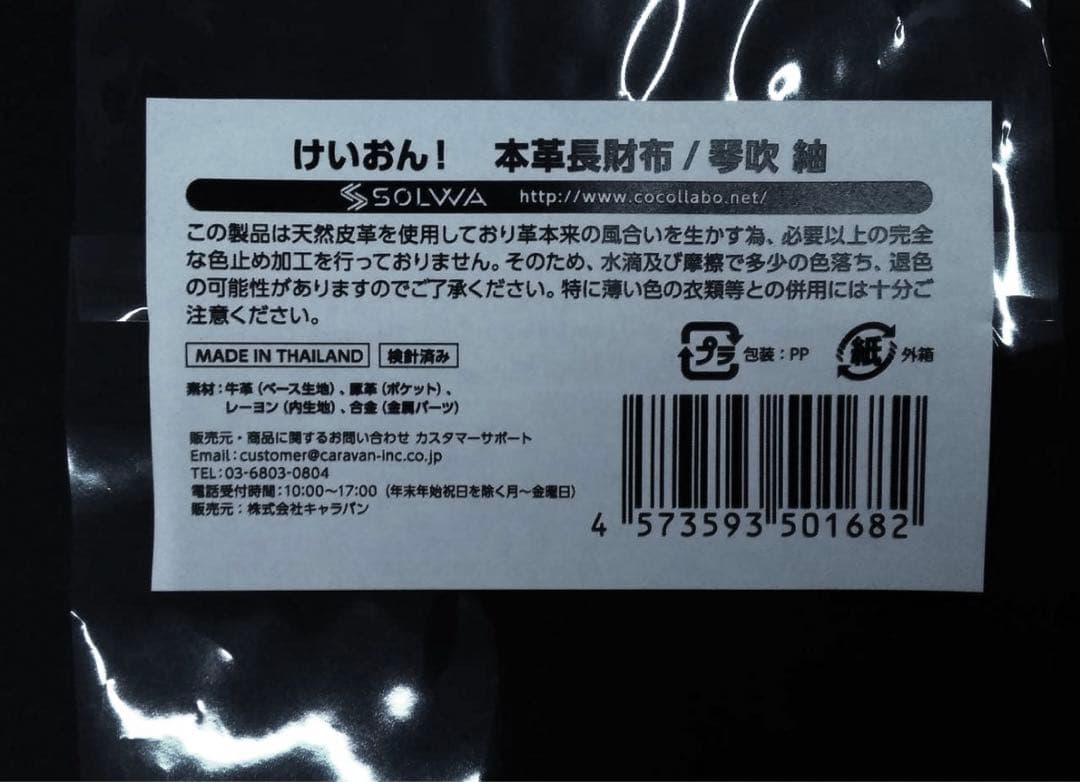 けいおん! 本革長財布 / 琴吹 紬
SOLWA http://www.cocollabo.net/
この製品は天然皮革を使用しており革本来の風合いを生かす為、必要以上の完全
な色止め加工を行っておりません。そのため、水滴及び摩擦で多少の色落ち、退色
の可能性がありますのでご了承ください。特に薄い色の衣類等との併用には十分ご
注意ください。
MADE IN THAILAND 検針済み
プラ 包装:PP 紙 外箱
素材:牛革(ベース生地)、豚革(ポケット)、
レーヨン(内生地)、合金(金属パーツ)
販売元・商品に関するお問い合わせ カスタマーサポート
Email:customer@caravan-inc.co.jp
TEL:03-6803-0804
電話受付時間:10:00〜17:00(年末年始祝日を除く月〜金曜日)
販売元:株式会社キャラバン
4 573593 501682